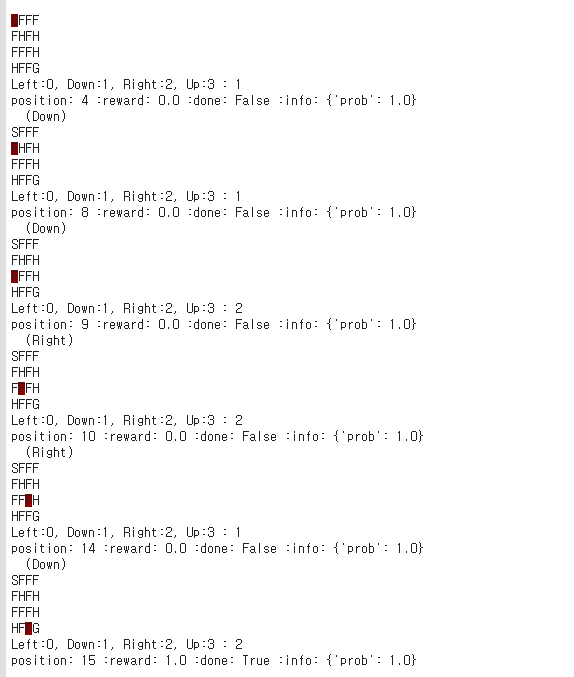 FFF
FHFH
FFFH
HFFG
Left:0, Down:1, Right:2, Up:3 : 1
position: 4 :reward: 0.0 :done: False :info: {'prob': 1.0}
(Down)
SFFF
HFH
FFFH
HFFG
Left:0, Down:1, Right:2, Up:3 : 1
position: 8 :reward: 0.0 :done: False :info: {'prob': 1.0}
(Down)
SFFF
FHFH
FFH
HFFG
Left:0, Down:1, Right:2, Up:3 : 2
position: 9 :reward: 0.0 :done: False :info: {'prob': 1.0}
(Right)
SFFF
FHFH
F FH
HFFG
Left:0, Down:1, Right:2, Up:3 : 2
position: 10 :reward: 0.0 :done: False :info: {'prob': 1.0}
(Right)
SFFF
FHFH
FF H
HFFG
Left:0, Down:1, Right:2, Up:3 : 1
position: 14 :reward: 0.0 :done: False :info: {'prob': 1.0}
(Down)
SFFF
FHFH
FFFH
HF G
Left:0, Down:1, Right:2, Up:3 : 2
position: 15 :reward: 1.0 :done: True :info: {'prob': 1.0}